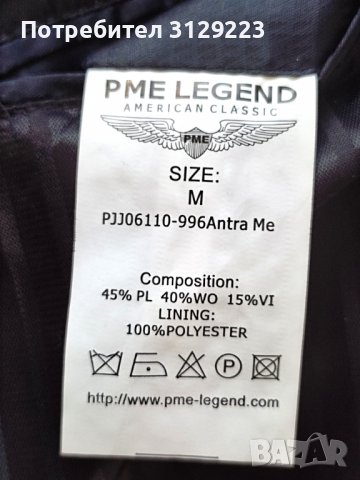 Потребител 3129223
PME LEGEND
AMERICAN CLASSIC
PME
SIZE:
M
PJJ06110-996Antra Me
Composition:
45% PL 40%WO 15%VI
LINING:
100%POLYESTER
P
http://www.pme-legend.com
BAZAR